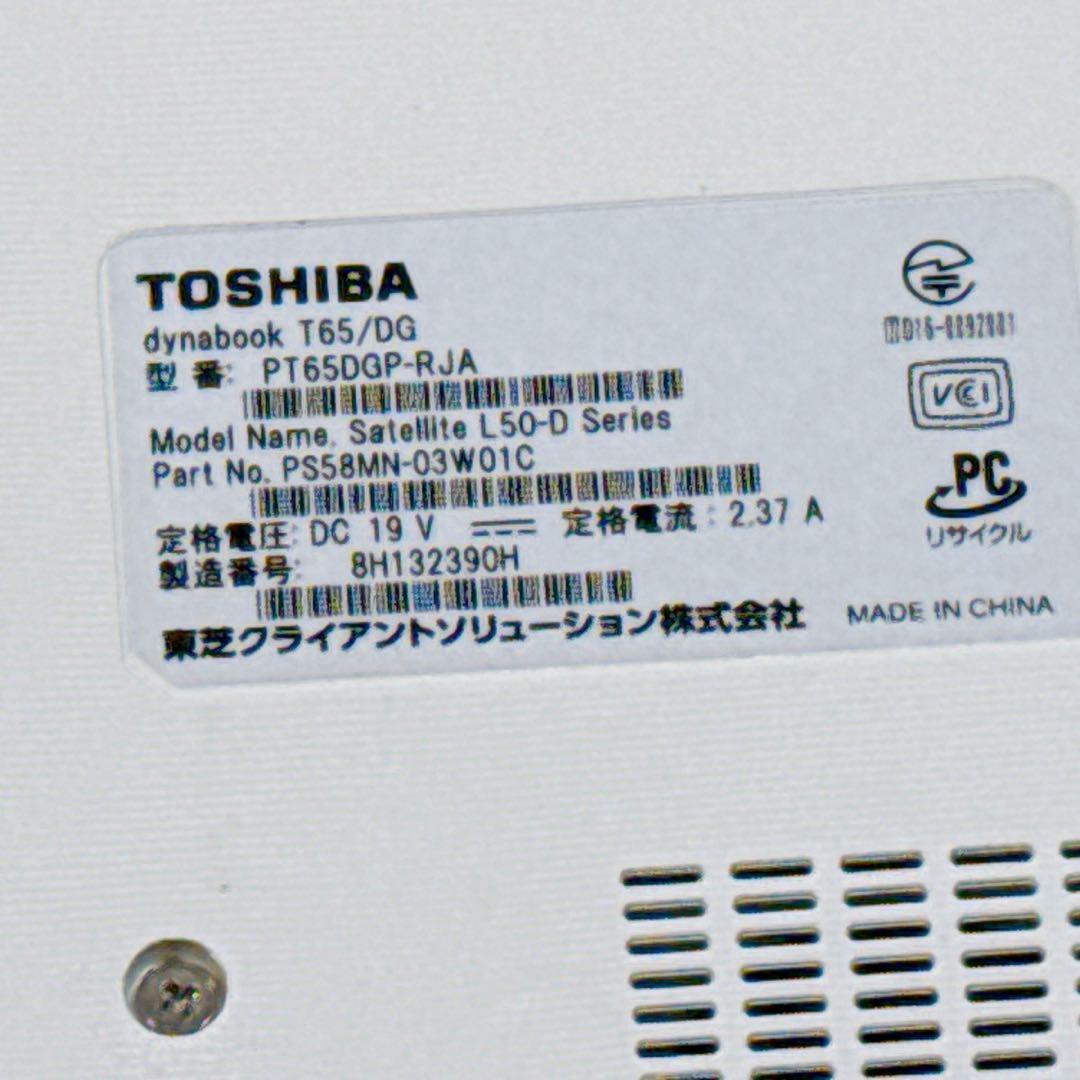 TOSHIBA
dynabook T65/DG
型 番: PT65DGP-RJA
Model Name. Satellite L50-D Series
Part No. PS58MN-03W01C
定格電圧: DC 19 V 定格電流: 2.37 A
製造番号: 8H132390H
東芝クライアントソリューション株式会社
VCI
PC
リサイクル
MADE IN CHINA